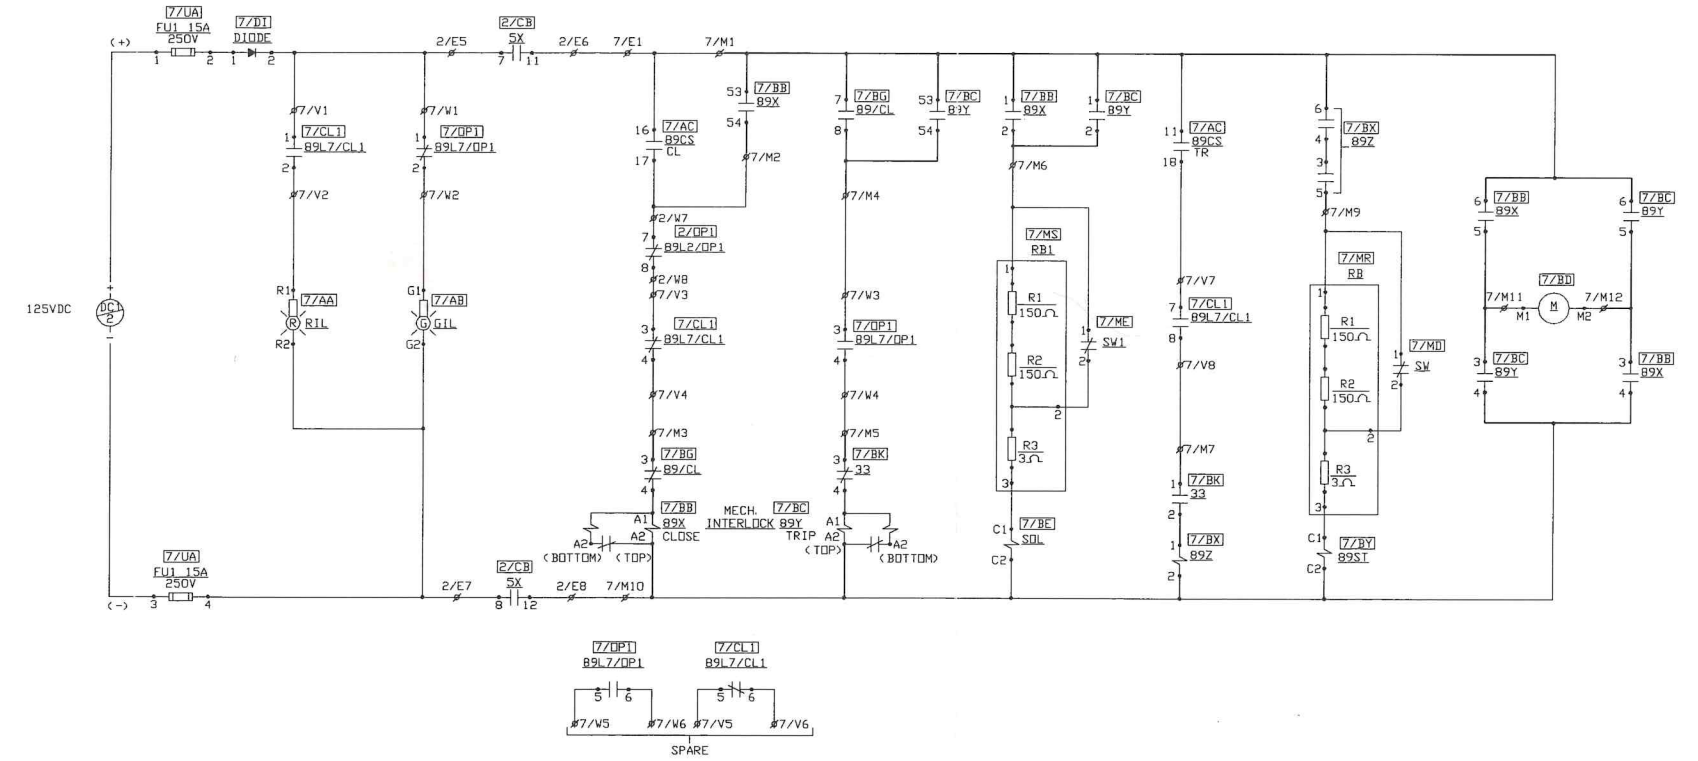 7/UA
FU1 15A
250V
(+)
1
2
7/DI
DIODE
1
2
2/E5
2/CB
5X
7
11
2/E6
7/E1
7/M1
7/V1
7/CL1
1
89L7/CL1
2
7/V2
R1
7/AA
R
RIL
R2
7/W1
7/OP1
1
89L7/OP1
2
7/W2
G1
7/AB
G
GIL
G2
16
7/AC
89CS
CL
17
53
7/BB
89X
54
7/M2
2/W7
2/OP1
7
89L2/OP1
8
2/W8
7/V3
7/CL1
3
89L7/CL1
4
7/V4
7/M3
7/BG
3
89/CL
4
7/BB
A1
89X
A2
CLOSE
A2
(BOTTOM)
(TOP)
MECH.
INTERLOCK
7
7/BG
89/CL
8
53
7/BC
89Y
54
7/M4
7/W3
7/OP1
3
89L7/OP1
4
7/W4
7/M5
7/BK
3
33
4
7/BC
89Y
A1
TRIP
A2
(TOP)
A2
(BOTTOM)
1
7/BB
89X
2
1
7/BC
89Y
2
7/M6
7/MS
RB1
1
R1
150Ω
R2
150Ω
2
R3
3Ω
3
7/ME
1
SW1
2
7/BE
C1
SOL
C2
11
7/AC
89CS
TR
18
7/V7
7/CL1
7
89L7/CL1
8
7/V8
7/M7
7/BK
1
33
2
7/BX
1
89Z
2
6
4
3
5
7/BX
89Z
7/M9
7/MR
RB
1
R1
150Ω
R2
150Ω
2
R3
3Ω
3
7/MD
1
SW
2
7/BY
C1
89ST
C2
6
7/BB
89X
5
6
7/BC
89Y
5
7/BD
7/M11
M
7/M12
M1
M2
3
7/BC
89Y
4
3
7/BB
89X
4
125VDC
+
DC1
2
-
7/UA
FU1 15A
250V
(-)
3
4
2/E7
2/CB
5X
8
12
2/E8
7/M10
7/OP1
89L7/OP1
5
6
7/W5
7/W6
7/CL1
89L7/CL1
5
6
7/V5
7/V6
SPARE